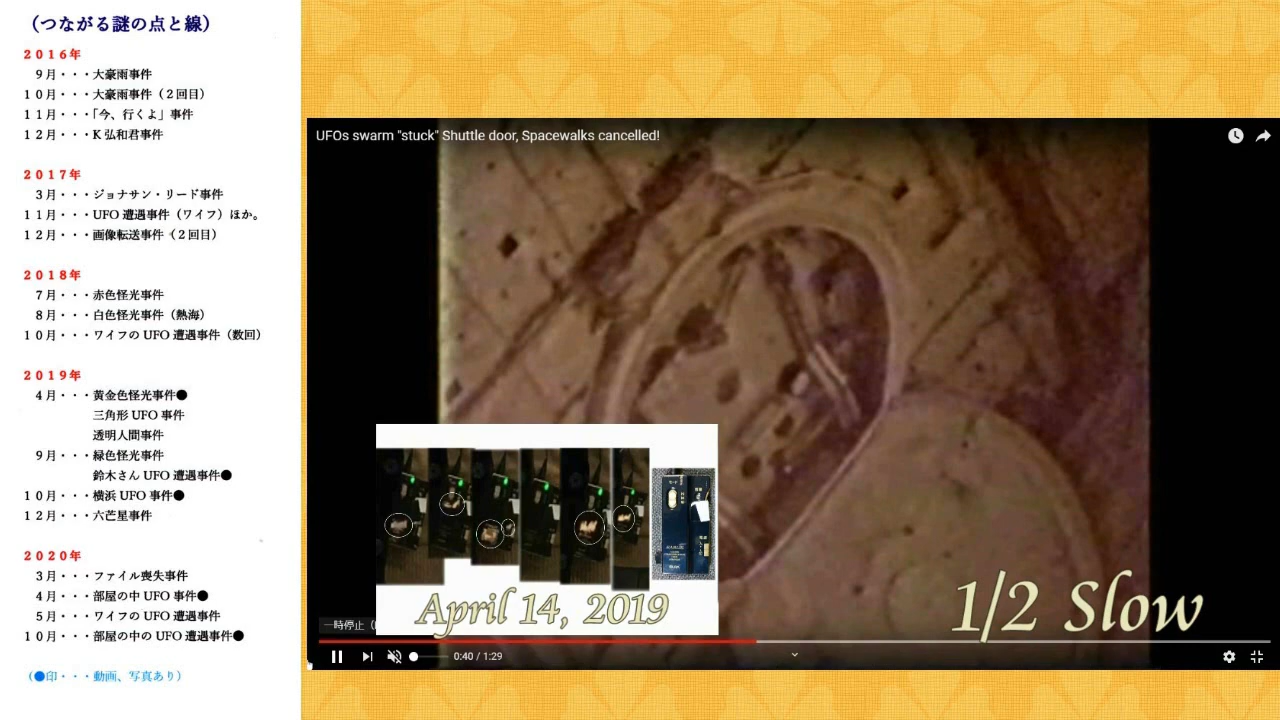 （つながる謎の点と線）
２０１６年
９月・・・大豪雨事件
１０月・・・大豪雨事件（２回目）
１１月・・・「今、行くよ」事件
１２月・・・K 弘和君事件
２０１７年
３月・・・ジョナサン・リード事件
１１月・・・UFO 遭遇事件（ワイフ）ほか。
１２月・・・画像転送事件（２回目）
２０１８年
７月・・・赤色怪光事件
８月・・・白色怪光事件（熱海）
１０月・・・ワイフの UFO 遭遇事件（数回）
２０１９年
４月・・・黄金色怪光事件●
三角形 UFO 事件
透明人間事件
９月・・・緑色怪光事件
鈴木さん UFO 遭遇事件●
１０月・・・横浜 UFO 事件●
１２月・・・六芒星事件
２０２０年
３月・・・ファイル喪失事件
４月・・・部屋の中 UFO 事件●
５月・・・ワイフの UFO 遭遇事件
１０月・・・部屋の中の UFO 遭遇事件●
（●印・・・動画、写真あり）
UFOs swarm "stuck" Shuttle door, Spacewalks cancelled!
April 14, 2019
1/2 Slow
一時停止
0:40 / 1:29